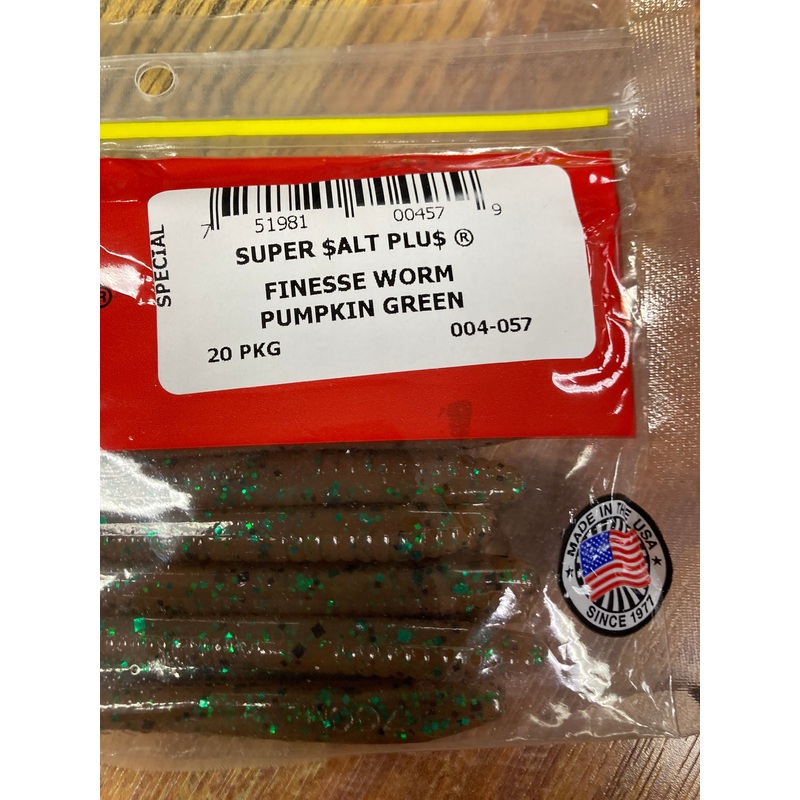 7 51981 00457 9
SPECIAL
SUPER $ALT PLU$ ®
FINESSE WORM
PUMPKIN GREEN
20 PKG
004-057
®
MADE IN THE USA
SINCE 1977